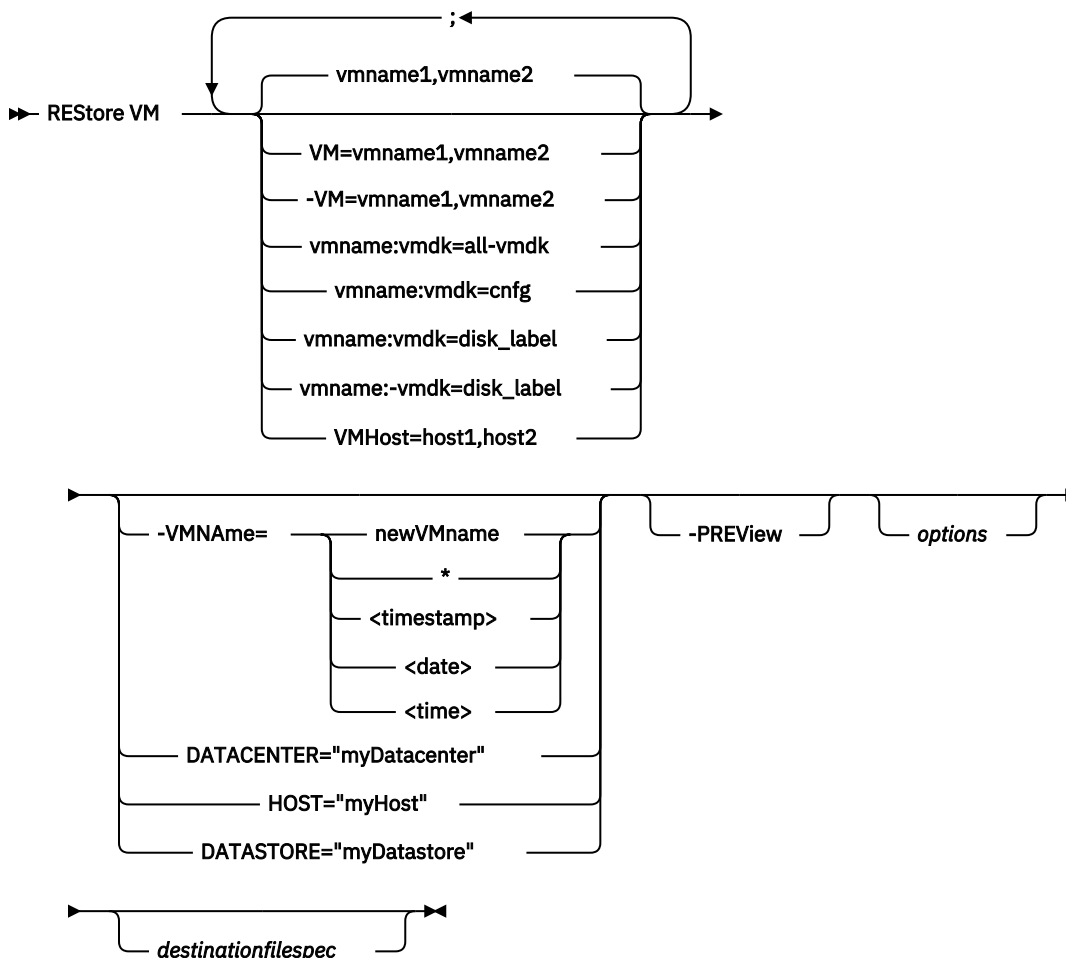 ;
vmname1,vmname2
REStore VM
VM=vmname1,vmname2
-VM=vmname1,vmname2
vmname:vmdk=all-vmdk
vmname:vmdk=cnfg
vmname:vmdk=disk_label
vmname:-vmdk=disk_label
VMHost=host1,host2
-VMNAme= newVMname -PREView options
*
<timestamp>
<date>
<time>
DATACENTER="myDatacenter"
HOST="myHost"
DATASTORE="myDatastore"
destinationfilespec